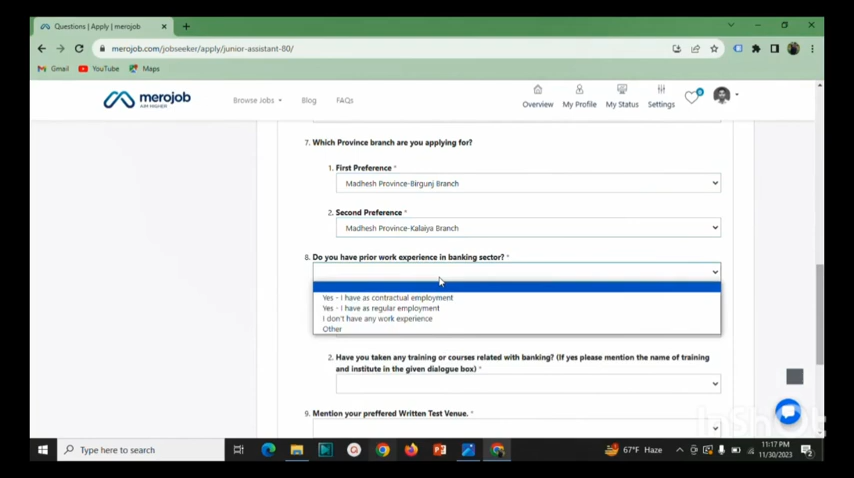 Questions | Apply | merojob
merojob.com/jobseeker/apply/junior-assistant-80/
Gmail YouTube Maps
merojob
AIM HIGHER
Browse Jobs Blog FAQs Overview My Profile My Status Settings 0
7. Which Province branch are you applying for?
1. First Preference *
Madhesh Province-Birgunj Branch
2. Second Preference *
Madhesh Province-Kalaiya Branch
8. Do you have prior work experience in banking sector? *
Yes - I have as contractual employment
Yes - I have as regular employment
I don't have any work experience
Other
2. Have you taken any training or courses related with banking? (If yes please mention the name of training
and institute in the given dialogue box) *
9. Mention your preffered Written Test Venue. *
InShOt
Type here to search
67°F Haze
11:17 PM
11/30/2023
2